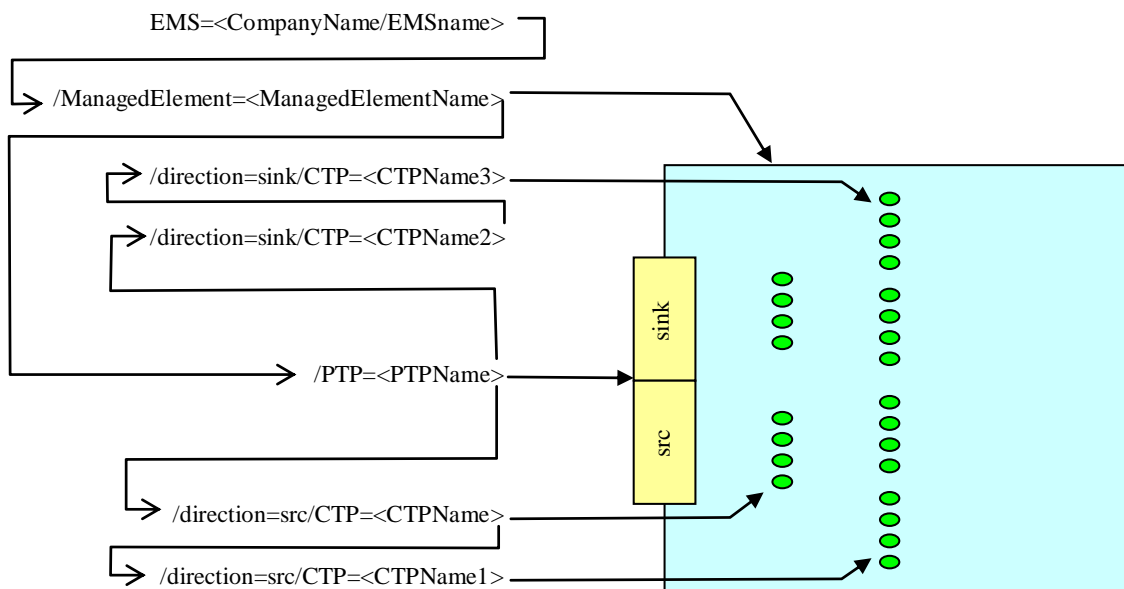 EMS=<CompanyName/EMSname>
/ManagedElement=<ManagedElementName>
/direction=sink/CTP=<CTPName3>
/direction=sink/CTP=<CTPName2>
sink
/PTP=<PTPName>
src
/direction=src/CTP=<CTPName>
/direction=src/CTP=<CTPName1>